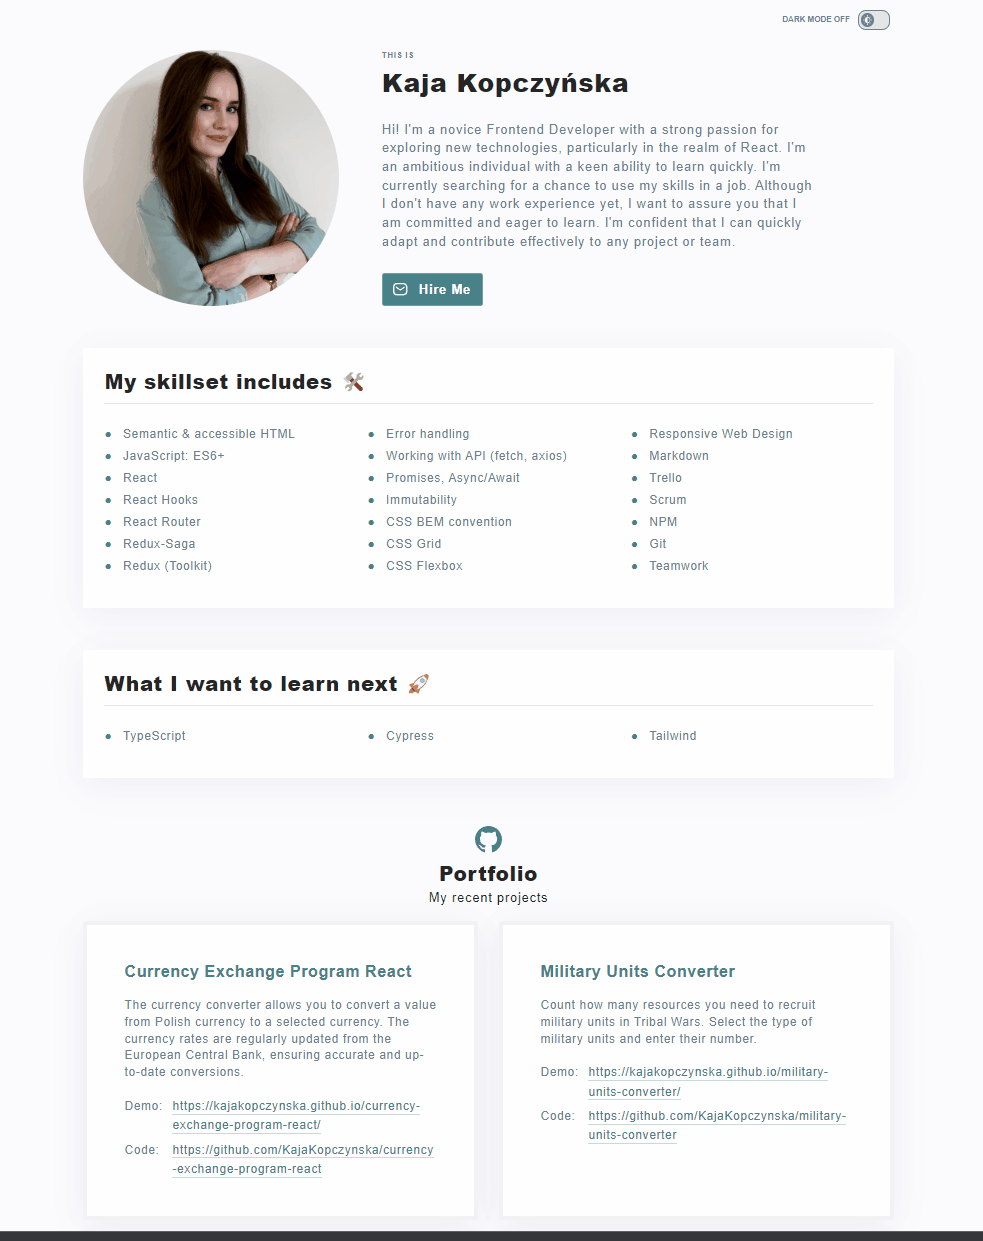 DARK MODE OFF
THIS IS
Kaja Kopczyńska
Hi! I'm a novice Frontend Developer with a strong passion for
exploring new technologies, particularly in the realm of React. I'm
an ambitious individual with a keen ability to learn quickly. I'm
currently searching for a chance to use my skills in a job. Although
I don't have any work experience yet, I want to assure you that I
am committed and eager to learn. I'm confident that I can quickly
adapt and contribute effectively to any project or team.
Hire Me
My skillset includes 🛠️
Semantic & accessible HTML
JavaScript: ES6+
React
React Hooks
React Router
Redux-Saga
Redux (Toolkit)
Error handling
Working with API (fetch, axios)
Promises, Async/Await
Immutability
CSS BEM convention
CSS Grid
CSS Flexbox
Responsive Web Design
Markdown
Trello
Scrum
NPM
Git
Teamwork
What I want to learn next 🚀
TypeScript
Cypress
Tailwind
Portfolio
My recent projects
Currency Exchange Program React
The currency converter allows you to convert a value
from Polish currency to a selected currency. The
currency rates are regularly updated from the
European Central Bank, ensuring accurate and up-
to-date conversions.
Demo: https://kajakopczynska.github.io/currency-
exchange-program-react/
Code: https://github.com/KajaKopczynska/currency
-exchange-program-react
Military Units Converter
Count how many resources you need to recruit
military units in Tribal Wars. Select the type of
military units and enter their number.
Demo: https://kajakopczynska.github.io/military-
units-converter/
Code: https://github.com/KajaKopczynska/military-
units-converter